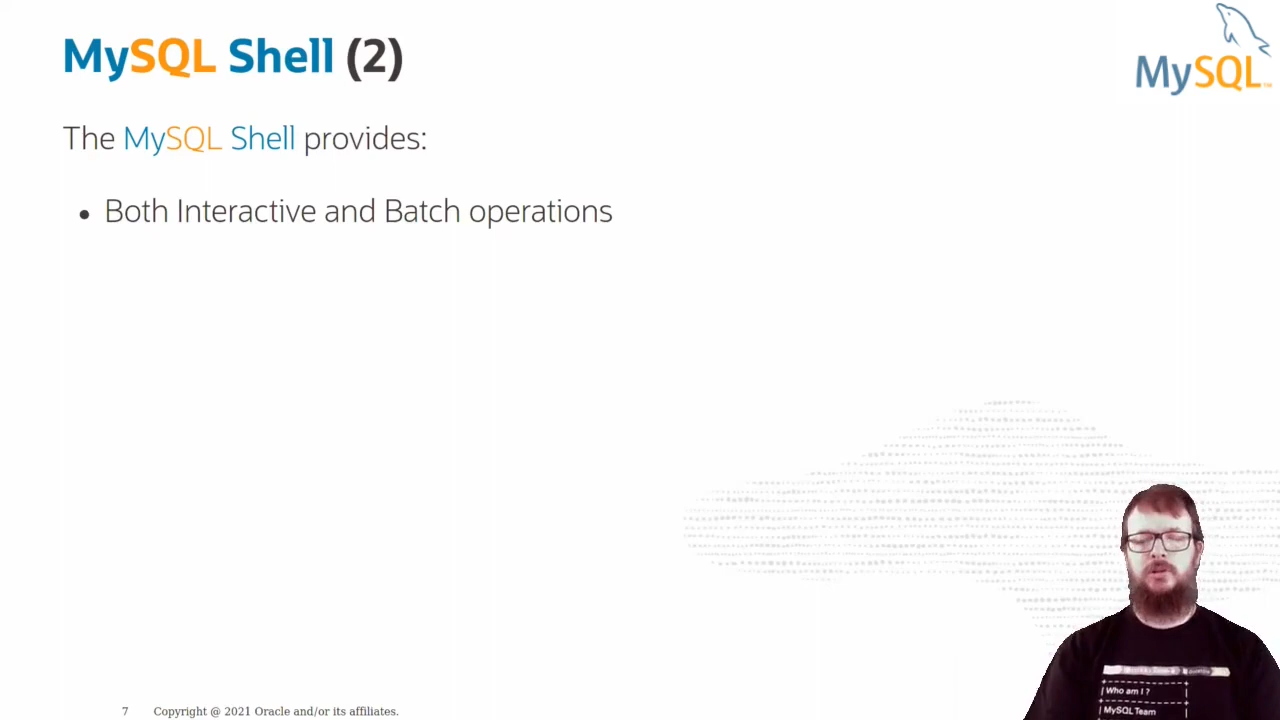 MySQL Shell (2)
MySQL™
The MySQL Shell provides:
• Both Interactive and Batch operations
| Who am I ? |
| MySQL Team
7 Copyright @ 2021 Oracle and/or its affiliates.